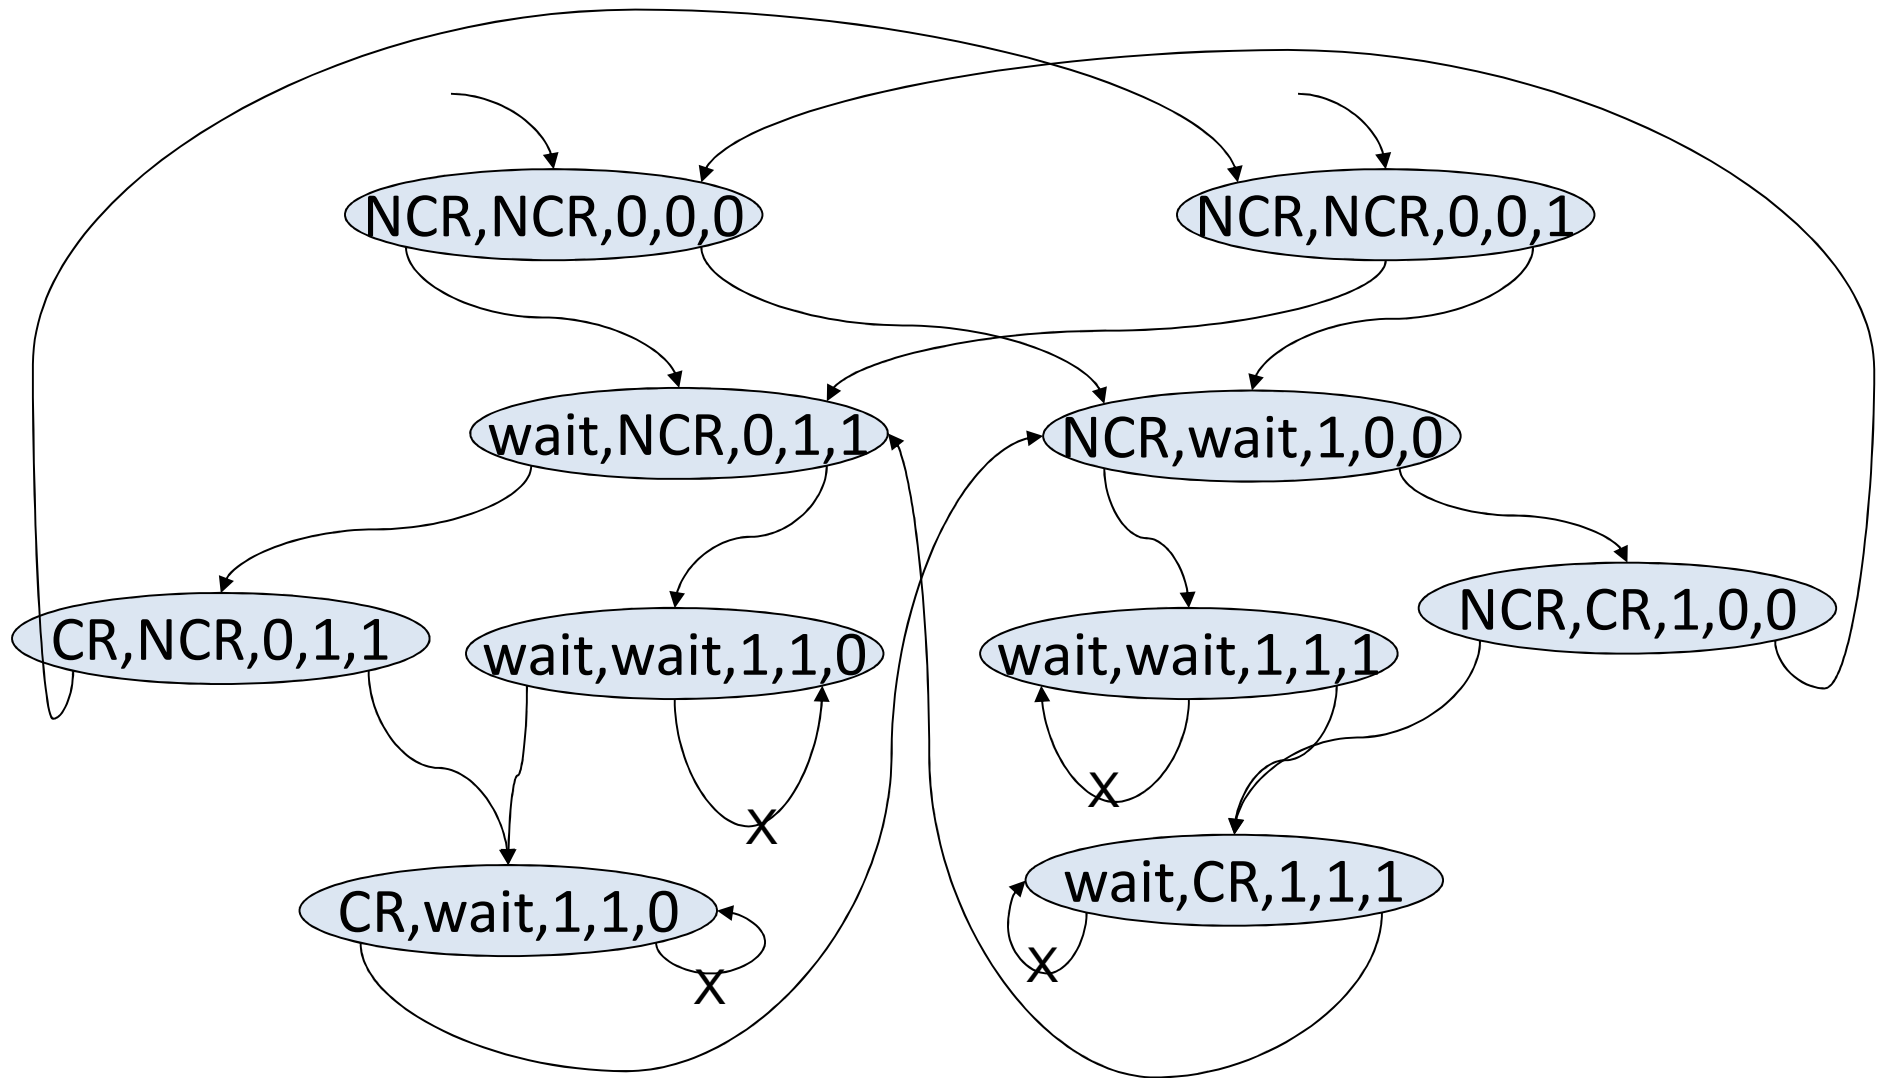 NCR,NCR,0,0,0
NCR,NCR,0,0,1
wait,NCR,0,1,1
NCR,wait,1,0,0
CR,NCR,0,1,1
wait,wait,1,1,0
wait,wait,1,1,1
NCR,CR,1,0,0
X
X
CR,wait,1,1,0
wait,CR,1,1,1
X
X